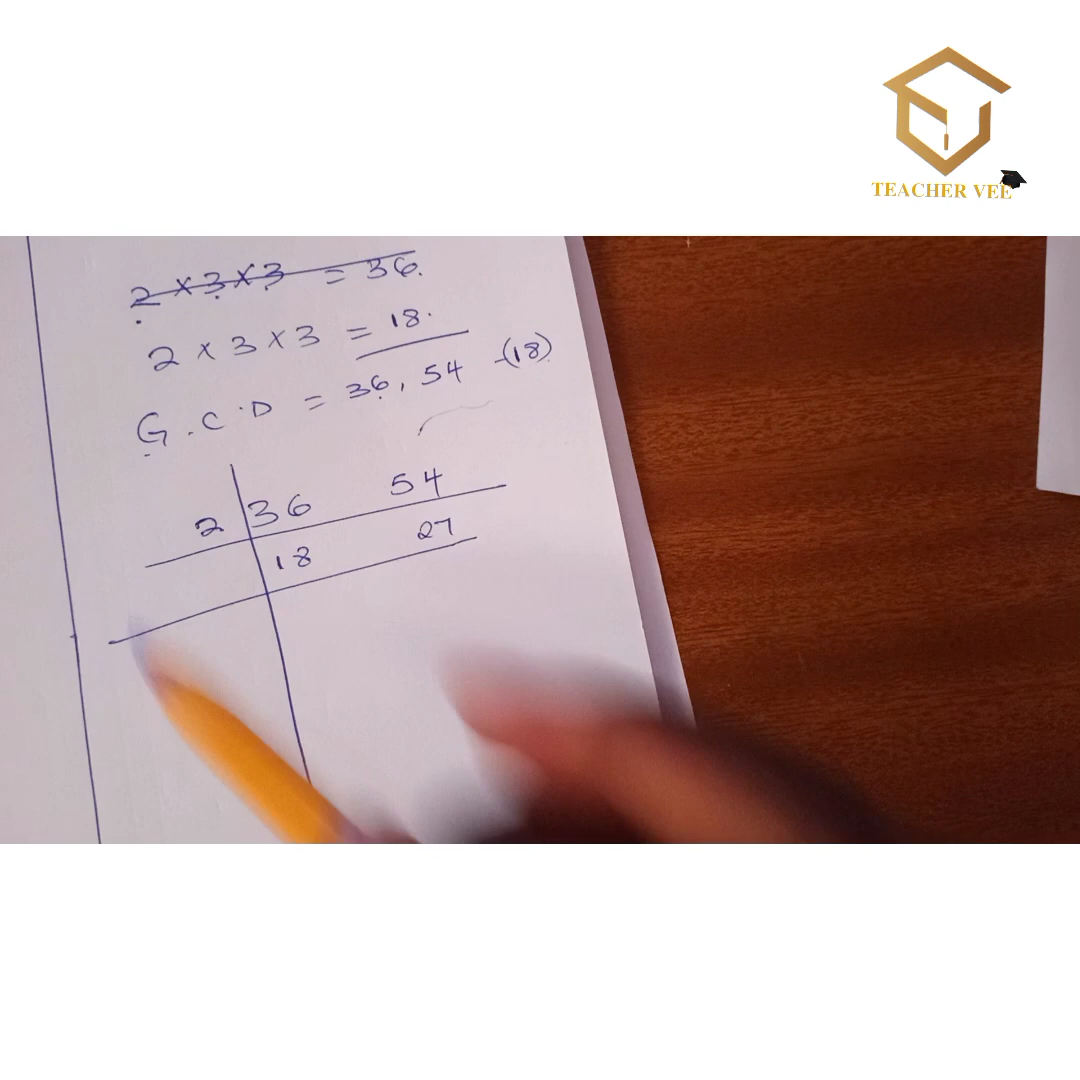 TEACHER VEE
2 × 3 × 3 = 36.
2 × 3 × 3 = 18.
G.C.D = 36, 54 -(18)
2 36 54
18 27